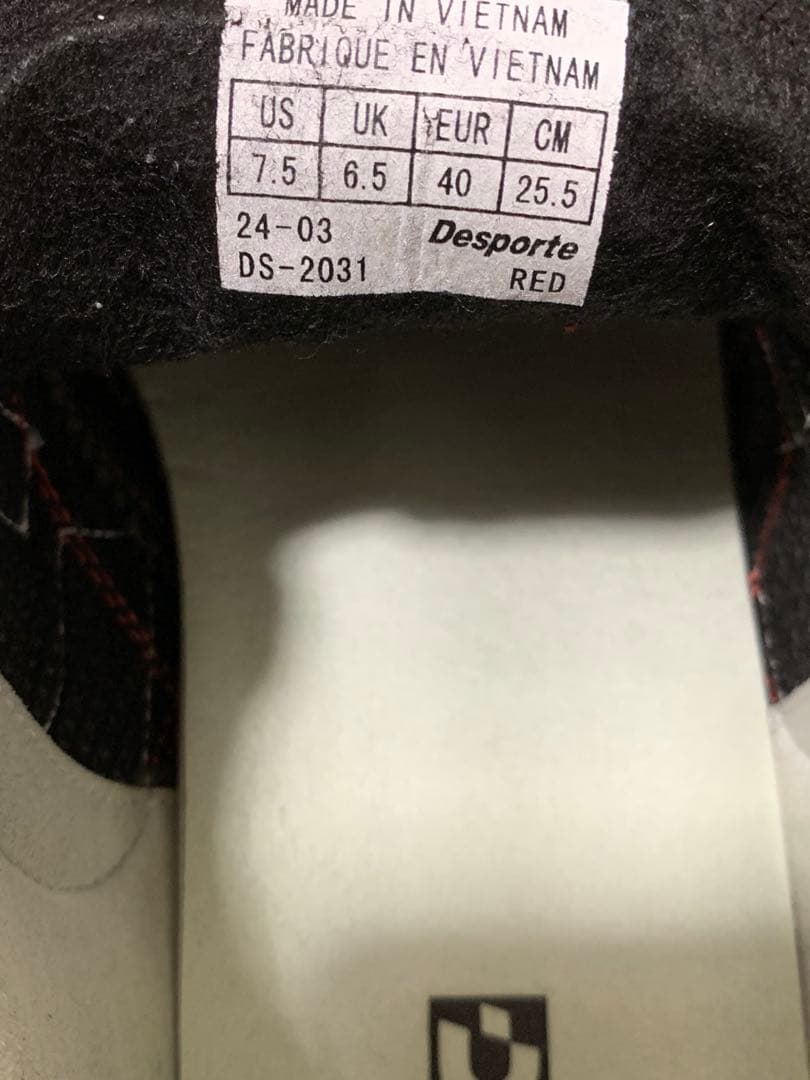 MADE IN VIETNAM
FABRIQUE EN VIETNAM
US UK EUR CM
7.5 6.5 40 25.5
24-03 Desporte
DS-2031 RED